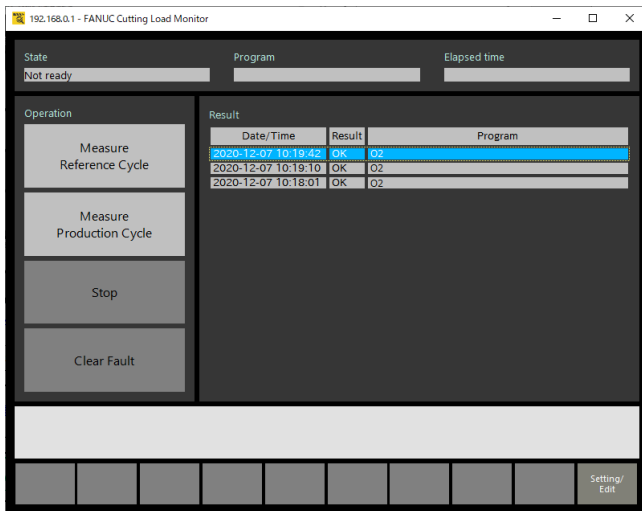 192.168.0.1 - FANUC Cutting Load Monitor
State
Program
Elapsed time
Not ready
Operation
Measure
Reference Cycle
Measure
Production Cycle
Stop
Clear Fault
Result
Date/Time Result Program
2020-12-07 10:19:42 OK O2
2020-12-07 10:19:10 OK O2
2020-12-07 10:18:01 OK O2
Setting/
Edit